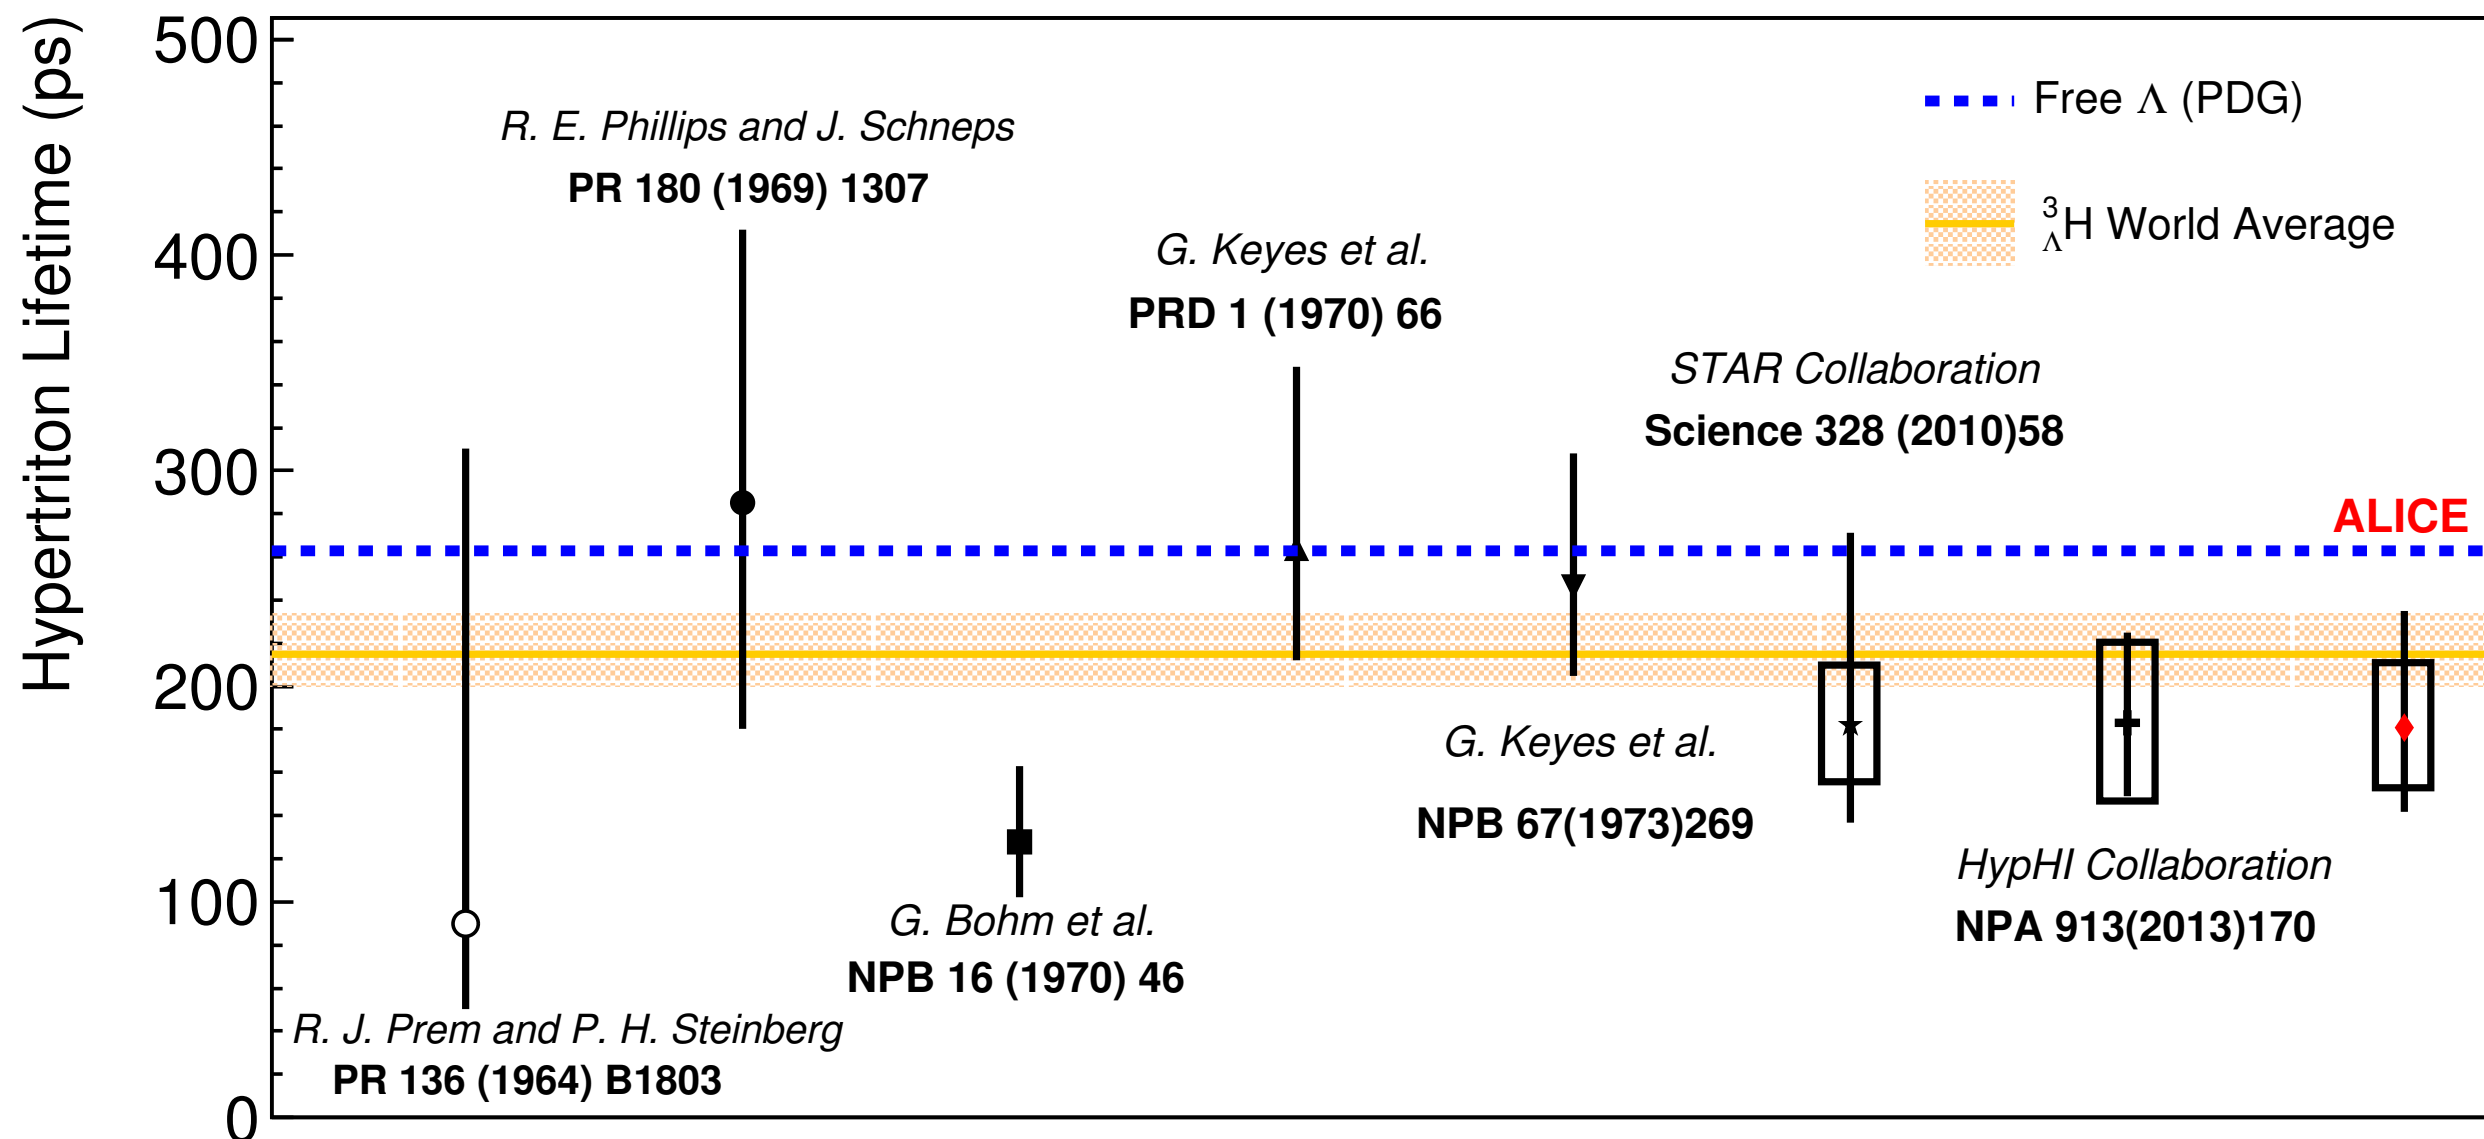 Hypertriton Lifetime (ps)
500
400
300
200
100
0
R. E. Phillips and J. Schneps
PR 180 (1969) 1307
G. Keyes et al.
PRD 1 (1970) 66
Free Λ (PDG)
³ΛH World Average
STAR Collaboration
Science 328 (2010)58
ALICE
G. Keyes et al.
NPB 67(1973)269
HypHI Collaboration
NPA 913(2013)170
G. Bohm et al.
NPB 16 (1970) 46
R. J. Prem and P. H. Steinberg
PR 136 (1964) B1803